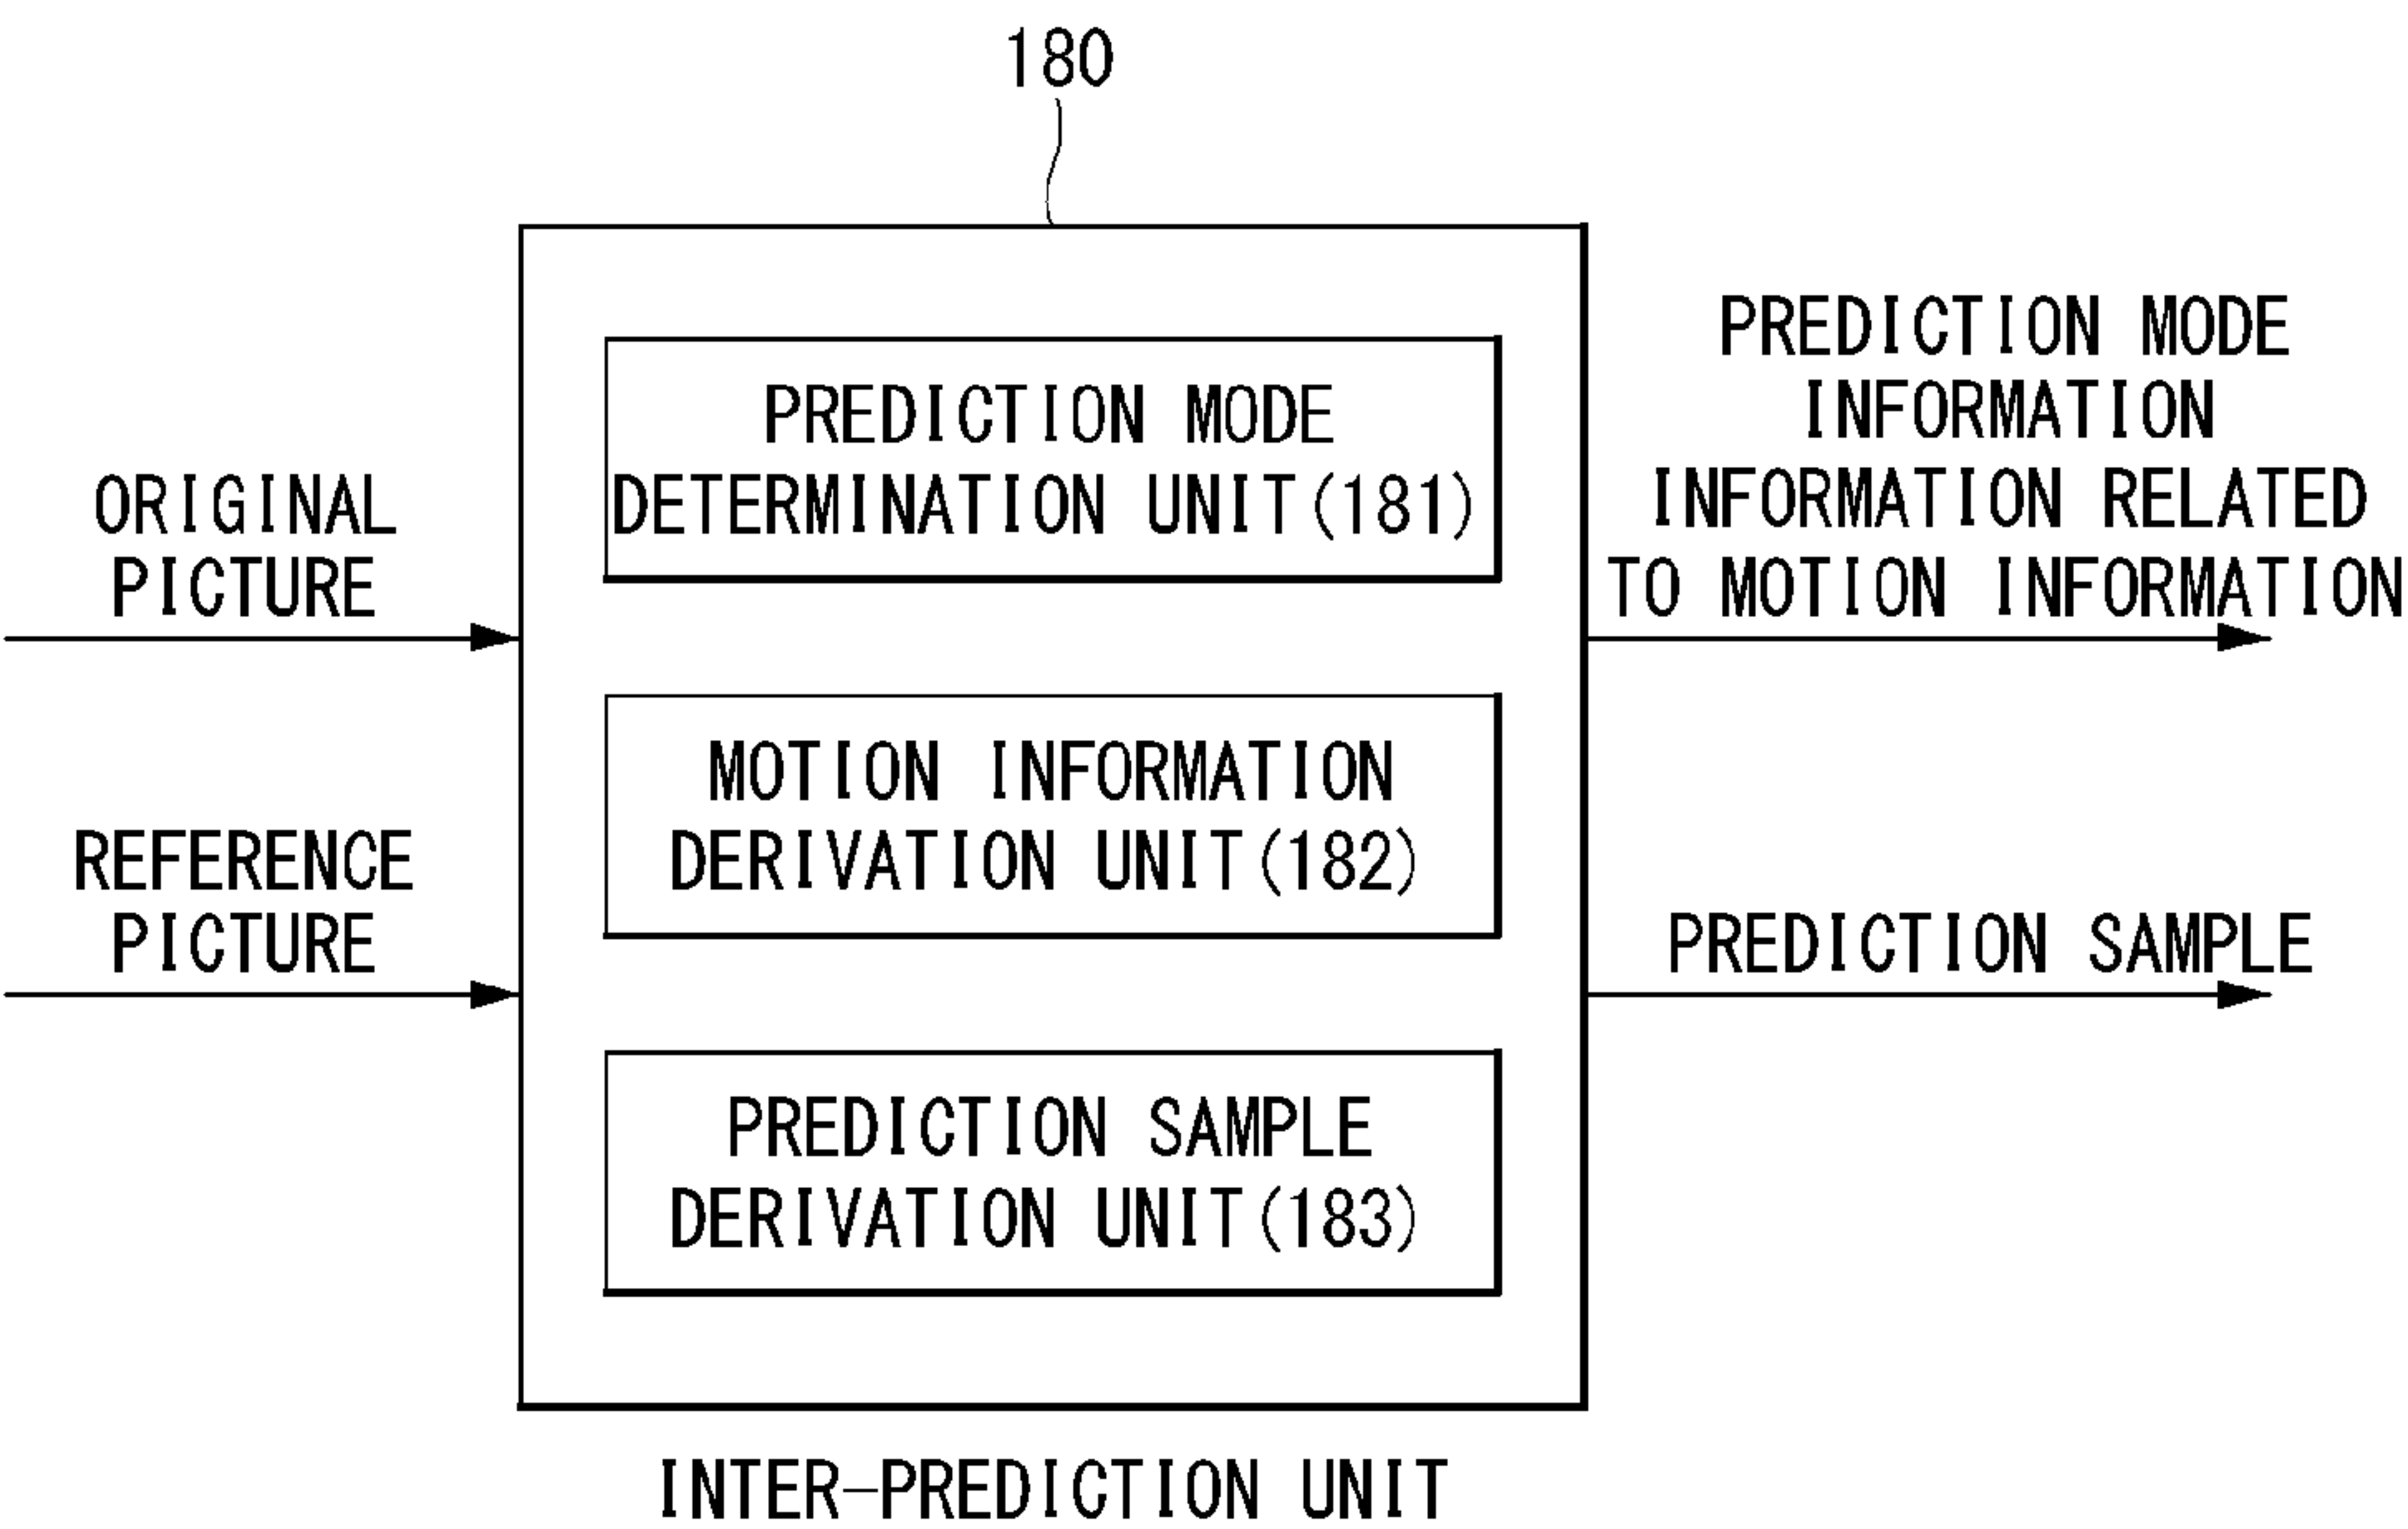 180
ORIGINAL
PICTURE
REFERENCE
PICTURE
PREDICTION MODE
DETERMINATION UNIT(181)
MOTION INFORMATION
DERIVATION UNIT(182)
PREDICTION SAMPLE
DERIVATION UNIT(183)
PREDICTION MODE
INFORMATION
INFORMATION RELATED
TO MOTION INFORMATION
PREDICTION SAMPLE
INTER-PREDICTION UNIT